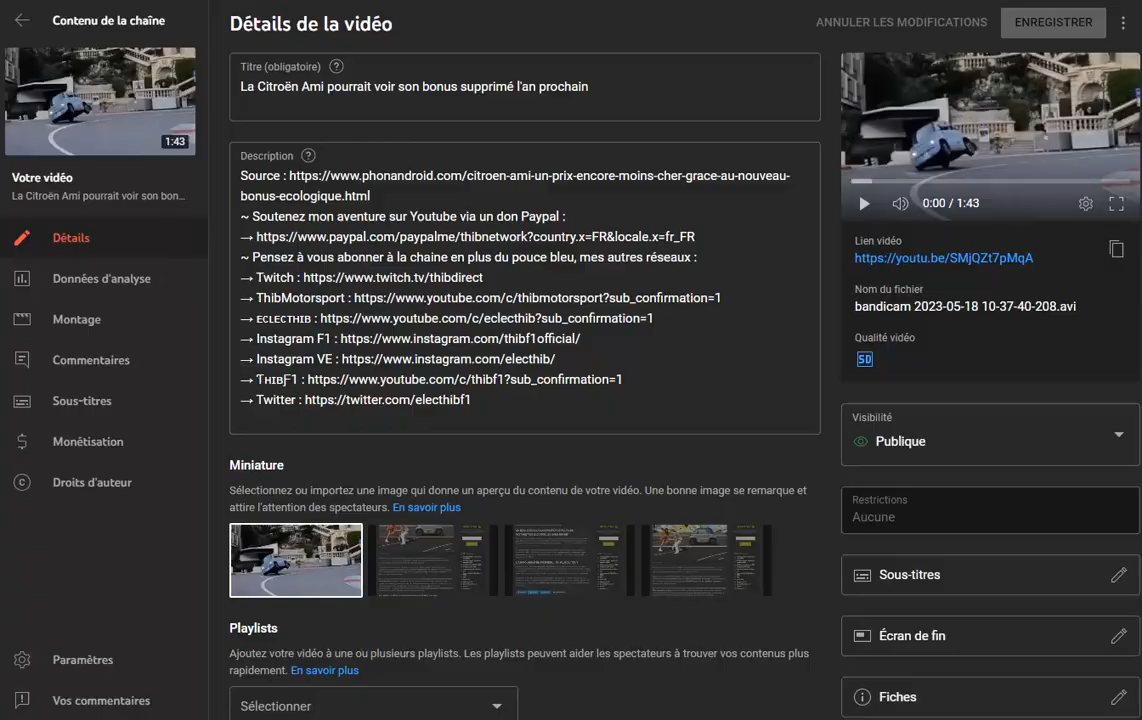 Contenu de la chaîne
1:43
Votre vidéo
La Citroën Ami pourrait voir son bon...
Détails
Données d'analyse
Montage
Commentaires
Sous-titres
Monétisation
Droits d'auteur
Paramètres
Vos commentaires
Détails de la vidéo
ANNULER LES MODIFICATIONS
ENREGISTRER
Titre (obligatoire) ?
La Citroën Ami pourrait voir son bonus supprimé l'an prochain
Description ?
Source : https://www.phonandroid.com/citroen-ami-un-prix-encore-moins-cher-grace-au-nouveau-
bonus-ecologique.html
~ Soutenez mon aventure sur Youtube via un don Paypal :
→ https://www.paypal.com/paypalme/thibnetwork?country.x=FR&locale.x=fr_FR
~ Pensez à vous abonner à la chaine en plus du pouce bleu, mes autres réseaux :
→ Twitch : https://www.twitch.tv/thibdirect
→ ThibMotorsport : https://www.youtube.com/c/thibmotorsport?sub_confirmation=1
→ ᴇᴄʟᴇᴄᴛʜɪʙ : https://www.youtube.com/c/eclecthib?sub_confirmation=1
→ Instagram F1 : https://www.instagram.com/thibf1official/
→ Instagram VE : https://www.instagram.com/electhib/
→ ƬʜɪʙƑ1 : https://www.youtube.com/c/thibf1?sub_confirmation=1
→ Twitter : https://twitter.com/electhibf1
Miniature
Sélectionnez ou importez une image qui donne un aperçu du contenu de votre vidéo. Une bonne image se remarque et
attire l'attention des spectateurs. En savoir plus
Playlists
Ajoutez votre vidéo à une ou plusieurs playlists. Les playlists peuvent aider les spectateurs à trouver vos contenus plus
rapidement. En savoir plus
Sélectionner
0:00 / 1:43
Lien vidéo
https://youtu.be/SMjQZt7pMqA
Nom du fichier
bandicam 2023-05-18 10-37-40-208.avi
Qualité vidéo
SD
Visibilité
Publique
Restrictions
Aucune
Sous-titres
Écran de fin
Fiches